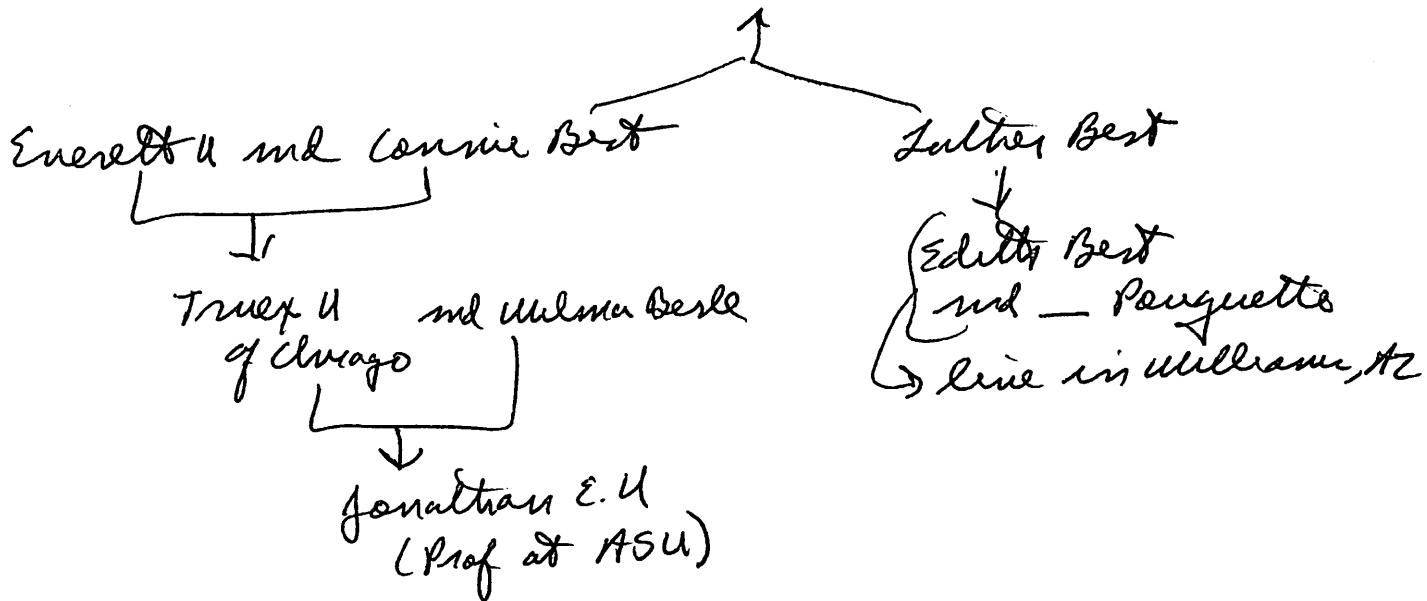 Everett U md Connie Best
Luther Best
Edith Best
md — Pouquette
live in Williams, AZ
Truex U md Wilma Berle
of Chicago
Jonathan E. U
(Prof at ASU)